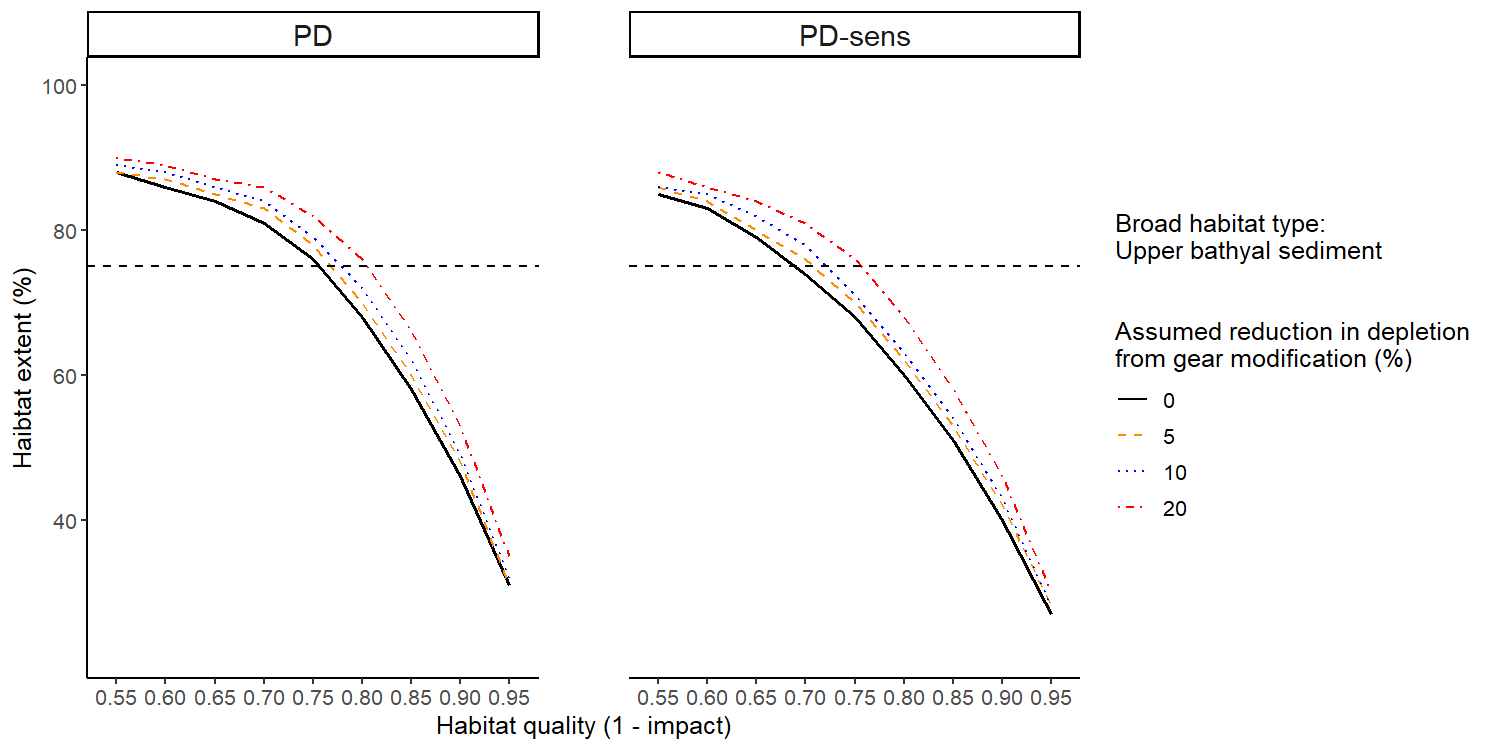 PD
PD-sens
Haibtat extent (%)
100
80
60
40
0.55 0.60 0.65 0.70 0.75 0.80 0.85 0.90 0.95
0.55 0.60 0.65 0.70 0.75 0.80 0.85 0.90 0.95
Habitat quality (1 - impact)
Broad habitat type:
Upper bathyal sediment
Assumed reduction in depletion
from gear modification (%)
0
5
10
20